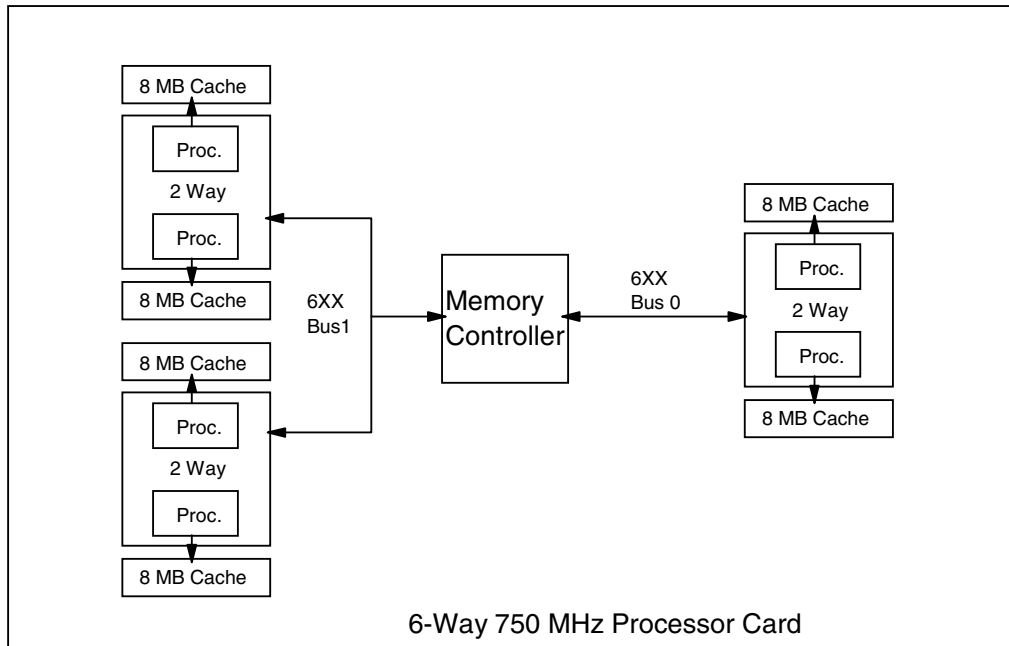 8 MB Cache
Proc.
2 Way
Proc.
8 MB Cache
8 MB Cache
Proc.
2 Way
Proc.
8 MB Cache
6XX
Bus1
Memory
Controller
6XX
Bus 0
8 MB Cache
Proc.
2 Way
Proc.
8 MB Cache
6-Way 750 MHz Processor Card